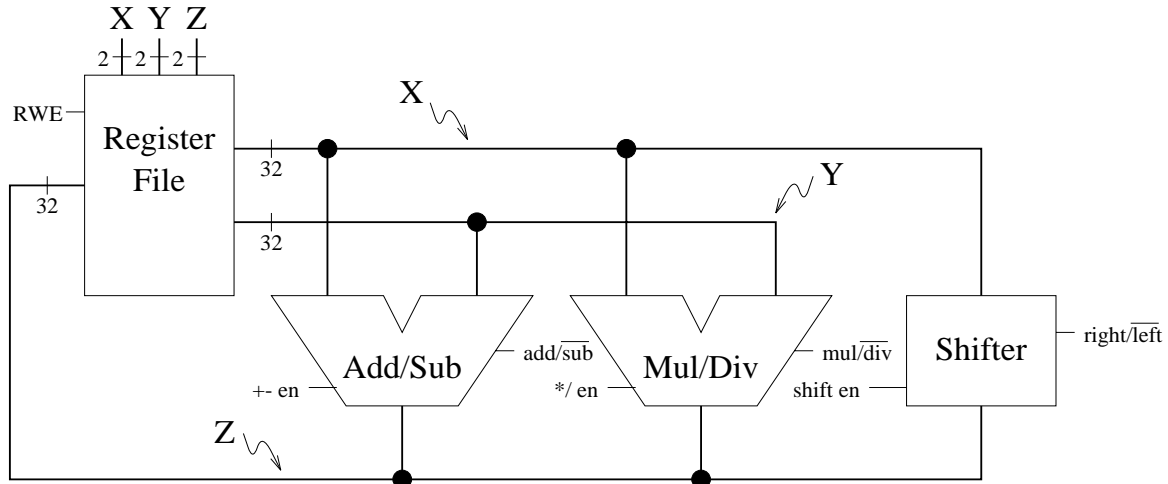 X Y Z
2 2 2
RWE
Register
File
32
32
32
X
Y
Add/Sub
add/sub
+- en
Mul/Div
mul/div
*/ en
Shifter
right/left
shift en
Z